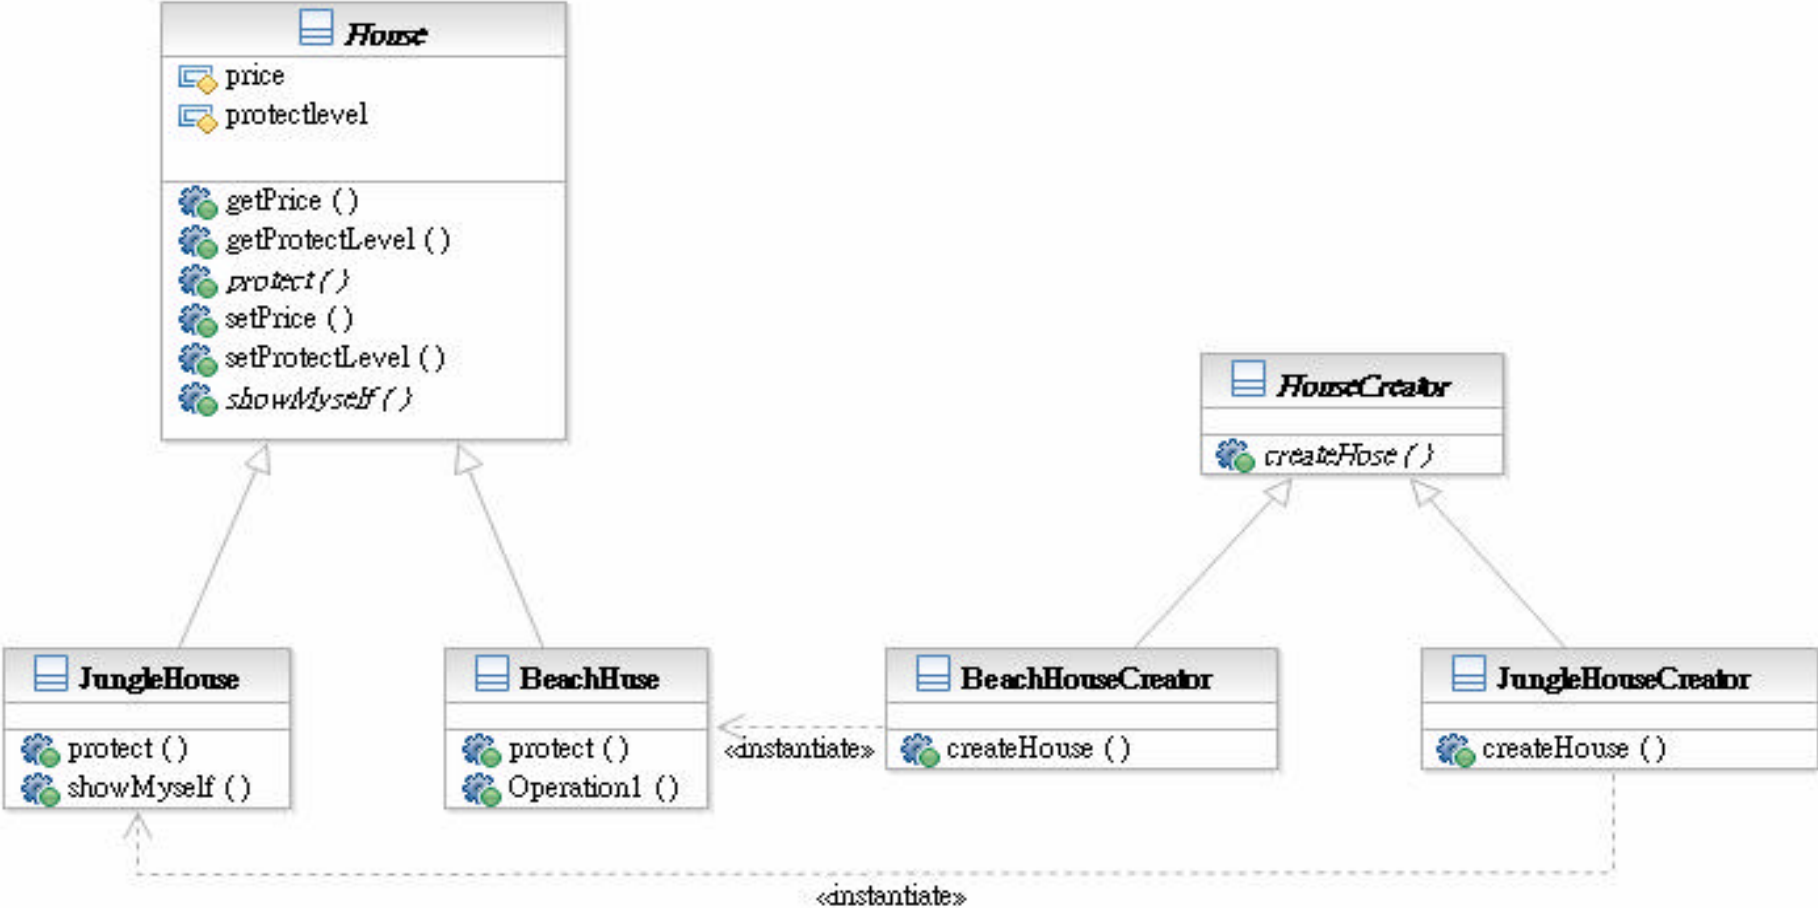 House
price
protectlevel
getPrice ()
getProtectLevel ()
protect ()
setPrice ()
setProtectLevel ()
showMyself ()
HouseCreator
createHose ()
JungleHouse
protect ()
showMyself ()
BeachHuse
protect ()
Operation1 ()
«instantiate»
BeachHouseCreator
createHouse ()
JungleHouseCreator
createHouse ()
«instantiate»